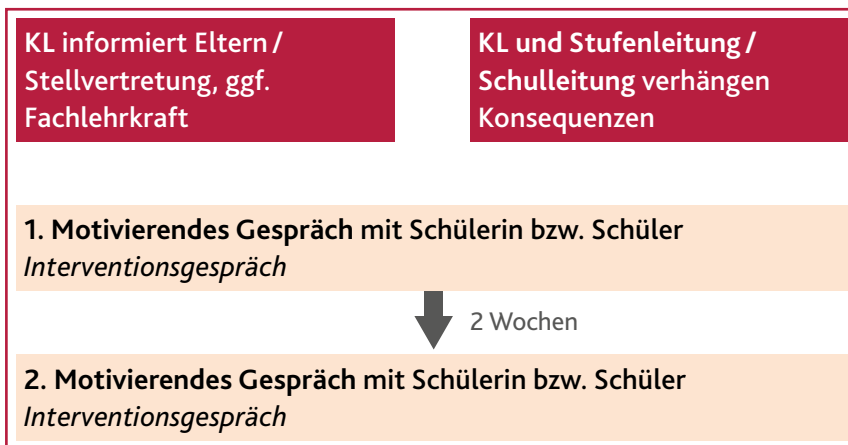 KL informiert Eltern / 
Stellvertretung, ggf.
Fachlehrkraft
KL und Stufenleitung /
Schulleitung verhängen
Konsequenzen
1. Motivierendes Gespräch mit Schülerin bzw. Schüler
Interventionsgespräch
2 Wochen
2. Motivierendes Gespräch mit Schülerin bzw. Schüler
Interventionsgespräch